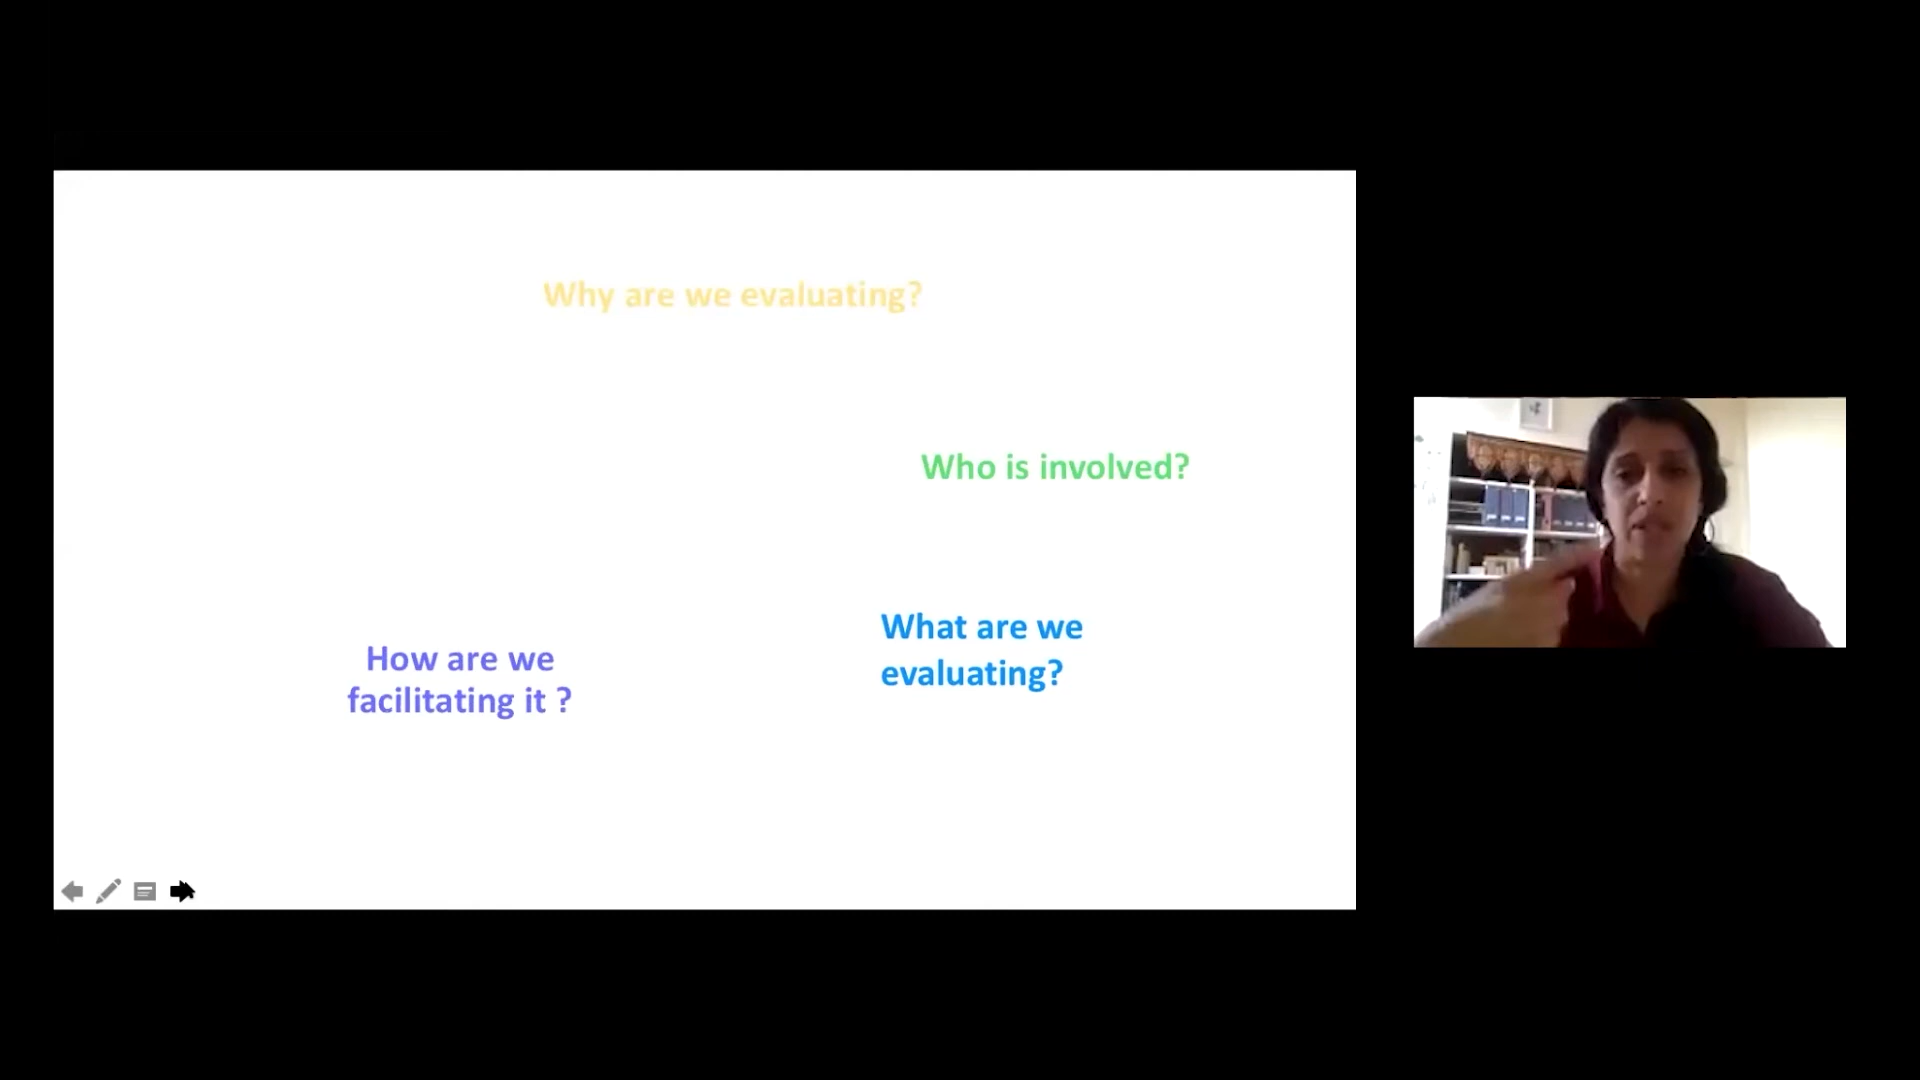 Why are we evaluating?
Who is involved?
What are we
evaluating?
How are we
facilitating it ?